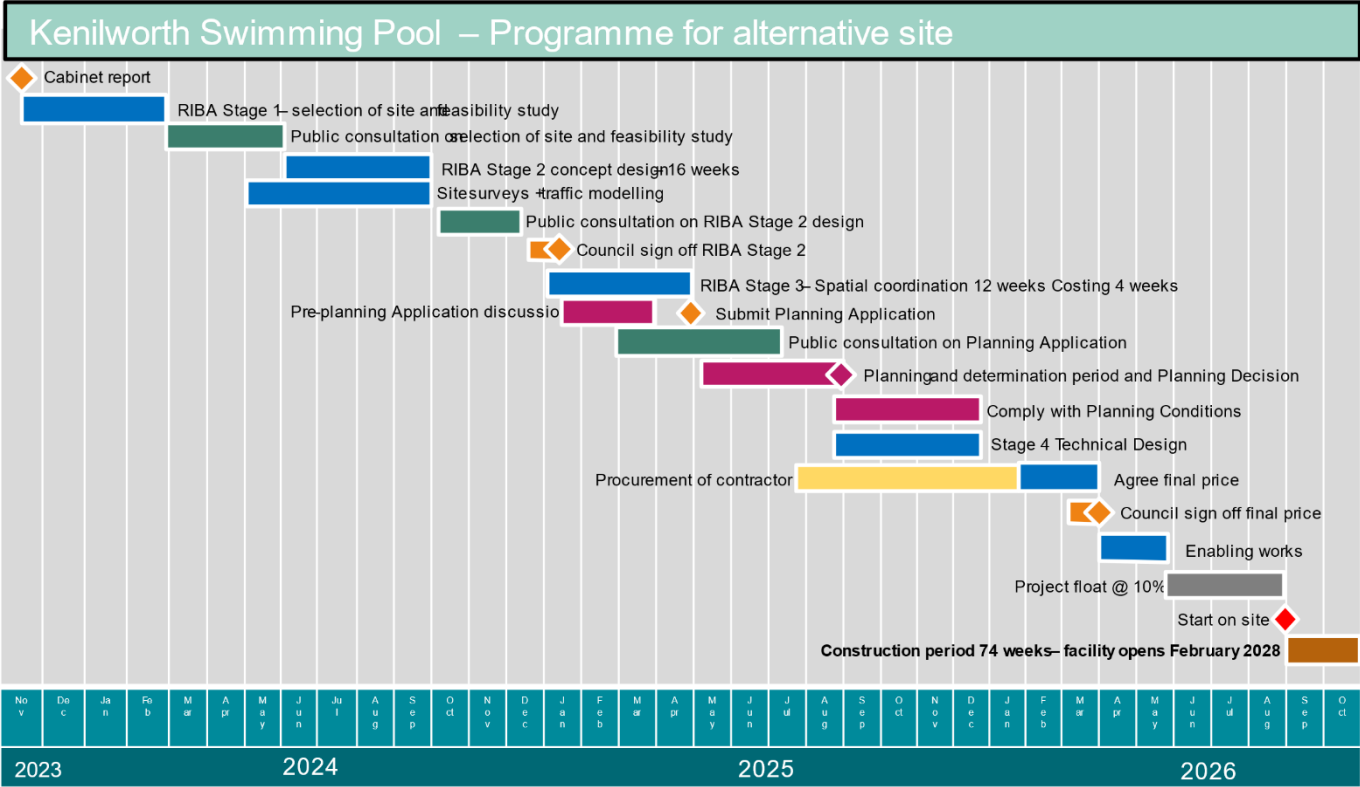 Kenilworth Swimming Pool – Programme for alternative site
Cabinet report
RIBA Stage 1– selection of site and feasibility study
Public consultation on selection of site and feasibility study
RIBA Stage 2 concept design – 16 weeks
Site surveys + traffic modelling
Public consultation on RIBA Stage 2 design
Council sign off RIBA Stage 2
RIBA Stage 3– Spatial coordination 12 weeks Costing 4 weeks
Pre-planning Application discussio
Submit Planning Application
Public consultation on Planning Application
Planning and determination period and Planning Decision
Comply with Planning Conditions
Stage 4 Technical Design
Procurement of contractor
Agree final price
Council sign off final price
Enabling works
Project float @ 10%
Start on site
Construction period 74 weeks– facility opens February 2028
Nov Dec Jan Feb Mar Apr May Jun Jul Aug Sep Oct Nov Dec Jan Feb Mar Apr May Jun Jul Aug Sep Oct Nov Dec Jan Feb Mar Apr May Jun Jul Aug Sep Oct
2023 2024 2025 2026